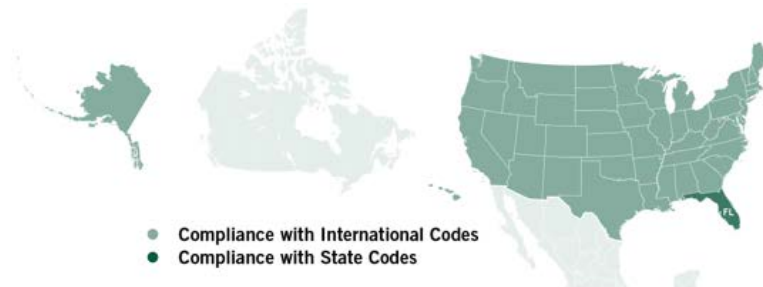 FL
Compliance with International Codes
Compliance with State Codes